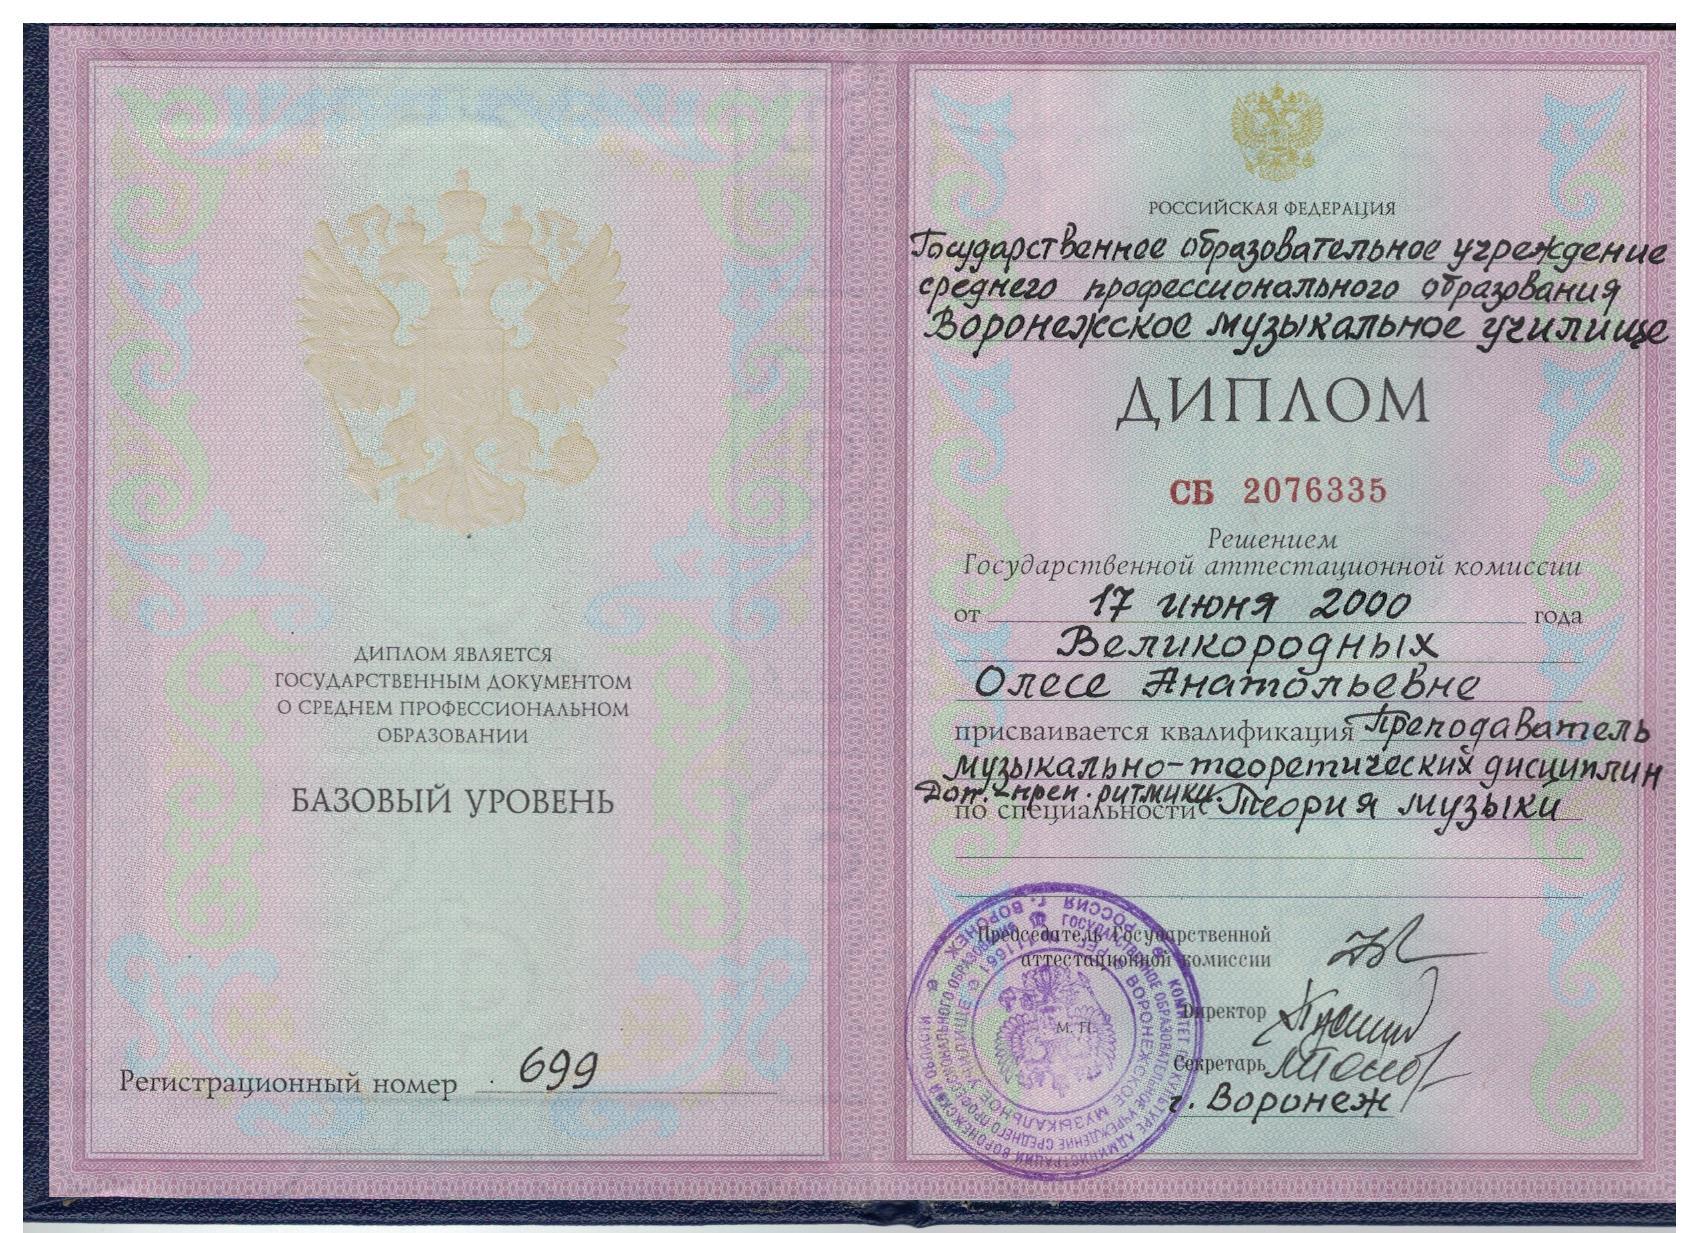 ДИПЛОМ ЯВЛЯЕТСЯ
ГОСУДАРСТВЕННЫМ ДОКУМЕНТОМ
О СРЕДНЕМ ПРОФЕССИОНАЛЬНОМ
ОБРАЗОВАНИИ
БАЗОВЫЙ УРОВЕНЬ
Регистрационный номер 699
РОССИЙСКАЯ ФЕДЕРАЦИЯ
Государственное образовательное учреждение
среднего профессионального образования
Воронежское музыкальное училище
ДИПЛОМ
СБ 2076335
Решением
Государственной аттестационной комиссии
от 17 июня 2000 года
Великородных
Олесе Анатольевне
присваивается квалификация Преподаватель
музыкально-теоретических дисциплин
Доп.-преп. ритмики
по специальности Теория музыки
Председатель Государственной
аттестационной комиссии
М. П.
Директор
Секретарь
г. Воронеж